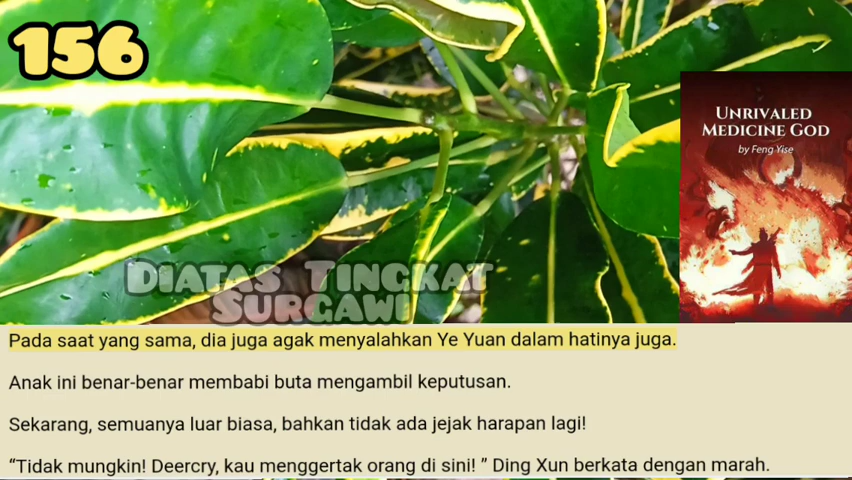 156
UNRIVALED
MEDICINE GOD
by Feng Yise
DIATAS TINGKAT
SURGAWI
Pada saat yang sama, dia juga agak menyalahkan Ye Yuan dalam hatinya juga.
Anak ini benar-benar membabi buta mengambil keputusan.
Sekarang, semuanya luar biasa, bahkan tidak ada jejak harapan lagi!
“Tidak mungkin! Deercry, kau menggertak orang di sini! ” Ding Xun berkata dengan marah.